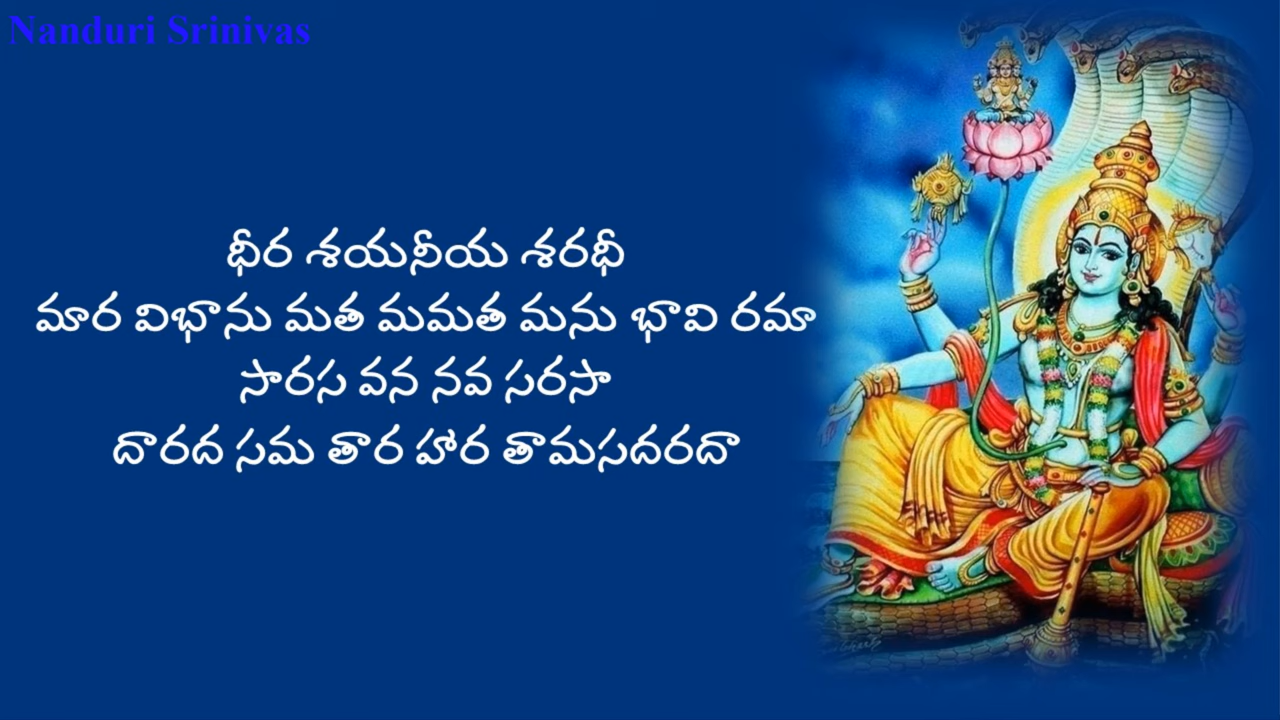 Nanduri Srinivas
ధీర శయనీయ శరధీ
మార విభాను మత మమత మను భావి రమా
సారస వన నవ సరసా
దారద సమ తార హార తామసదరదా